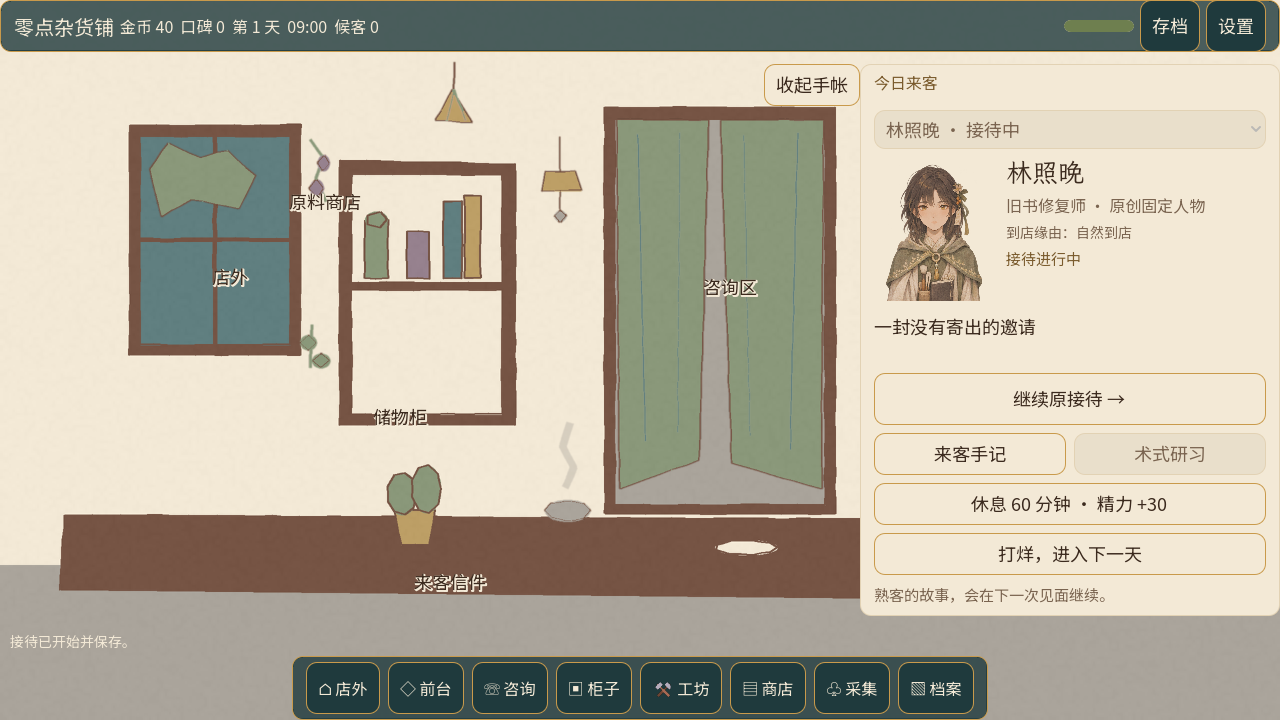 零点杂货铺 金币 40 口碑 0 第 1 天 09:00 候客 0
存档
设置
收起手帐
今日来客
林照晚 · 接待中
林照晚
旧书修复师 · 原创固定人物
到店缘由：自然到店
接待进行中
一封没有寄出的邀请
继续原接待 →
来客手记
术式研习
休息 60 分钟 · 精力 +30
打烊，进入下一天
熟客的故事，会在下一次见面继续。
原料商店
店外
咨询区
储物柜
来客信件
接待已开始并保存。
店外
前台
咨询
柜子
工坊
商店
采集
档案